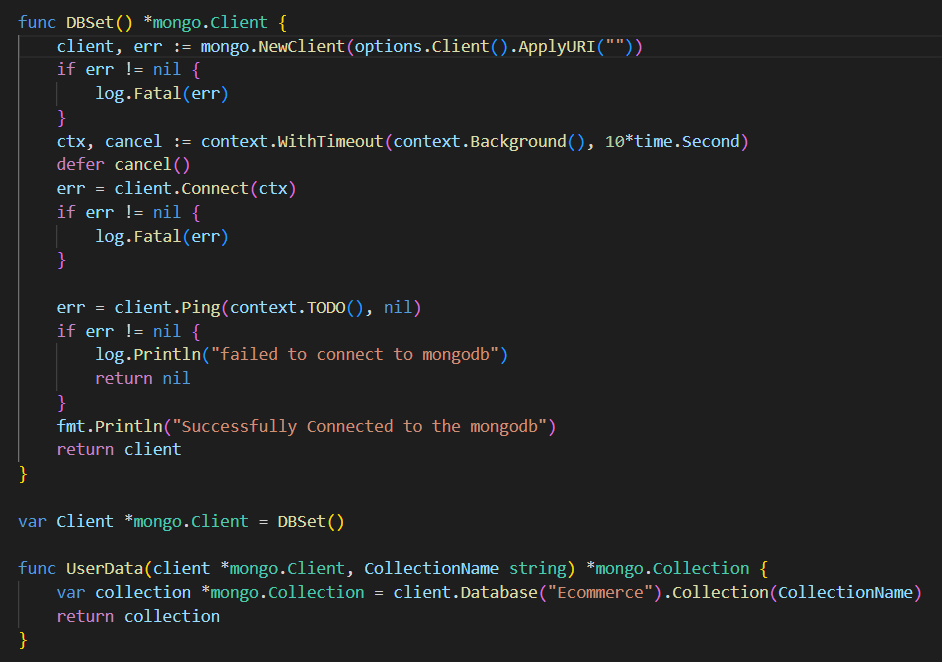 func DBSet() *mongo.Client {
    client, err := mongo.NewClient(options.Client().ApplyURI(""))
    if err != nil {
        log.Fatal(err)
    }
    ctx, cancel := context.WithTimeout(context.Background(), 10*time.Second)
    defer cancel()
    err = client.Connect(ctx)
    if err != nil {
        log.Fatal(err)
    }

    err = client.Ping(context.TODO(), nil)
    if err != nil {
        log.Println("failed to connect to mongodb")
        return nil
    }
    fmt.Println("Successfully Connected to the mongodb")
    return client
}

var Client *mongo.Client = DBSet()

func UserData(client *mongo.Client, CollectionName string) *mongo.Collection {
    var collection *mongo.Collection = client.Database("Ecommerce").Collection(CollectionName)
    return collection
}